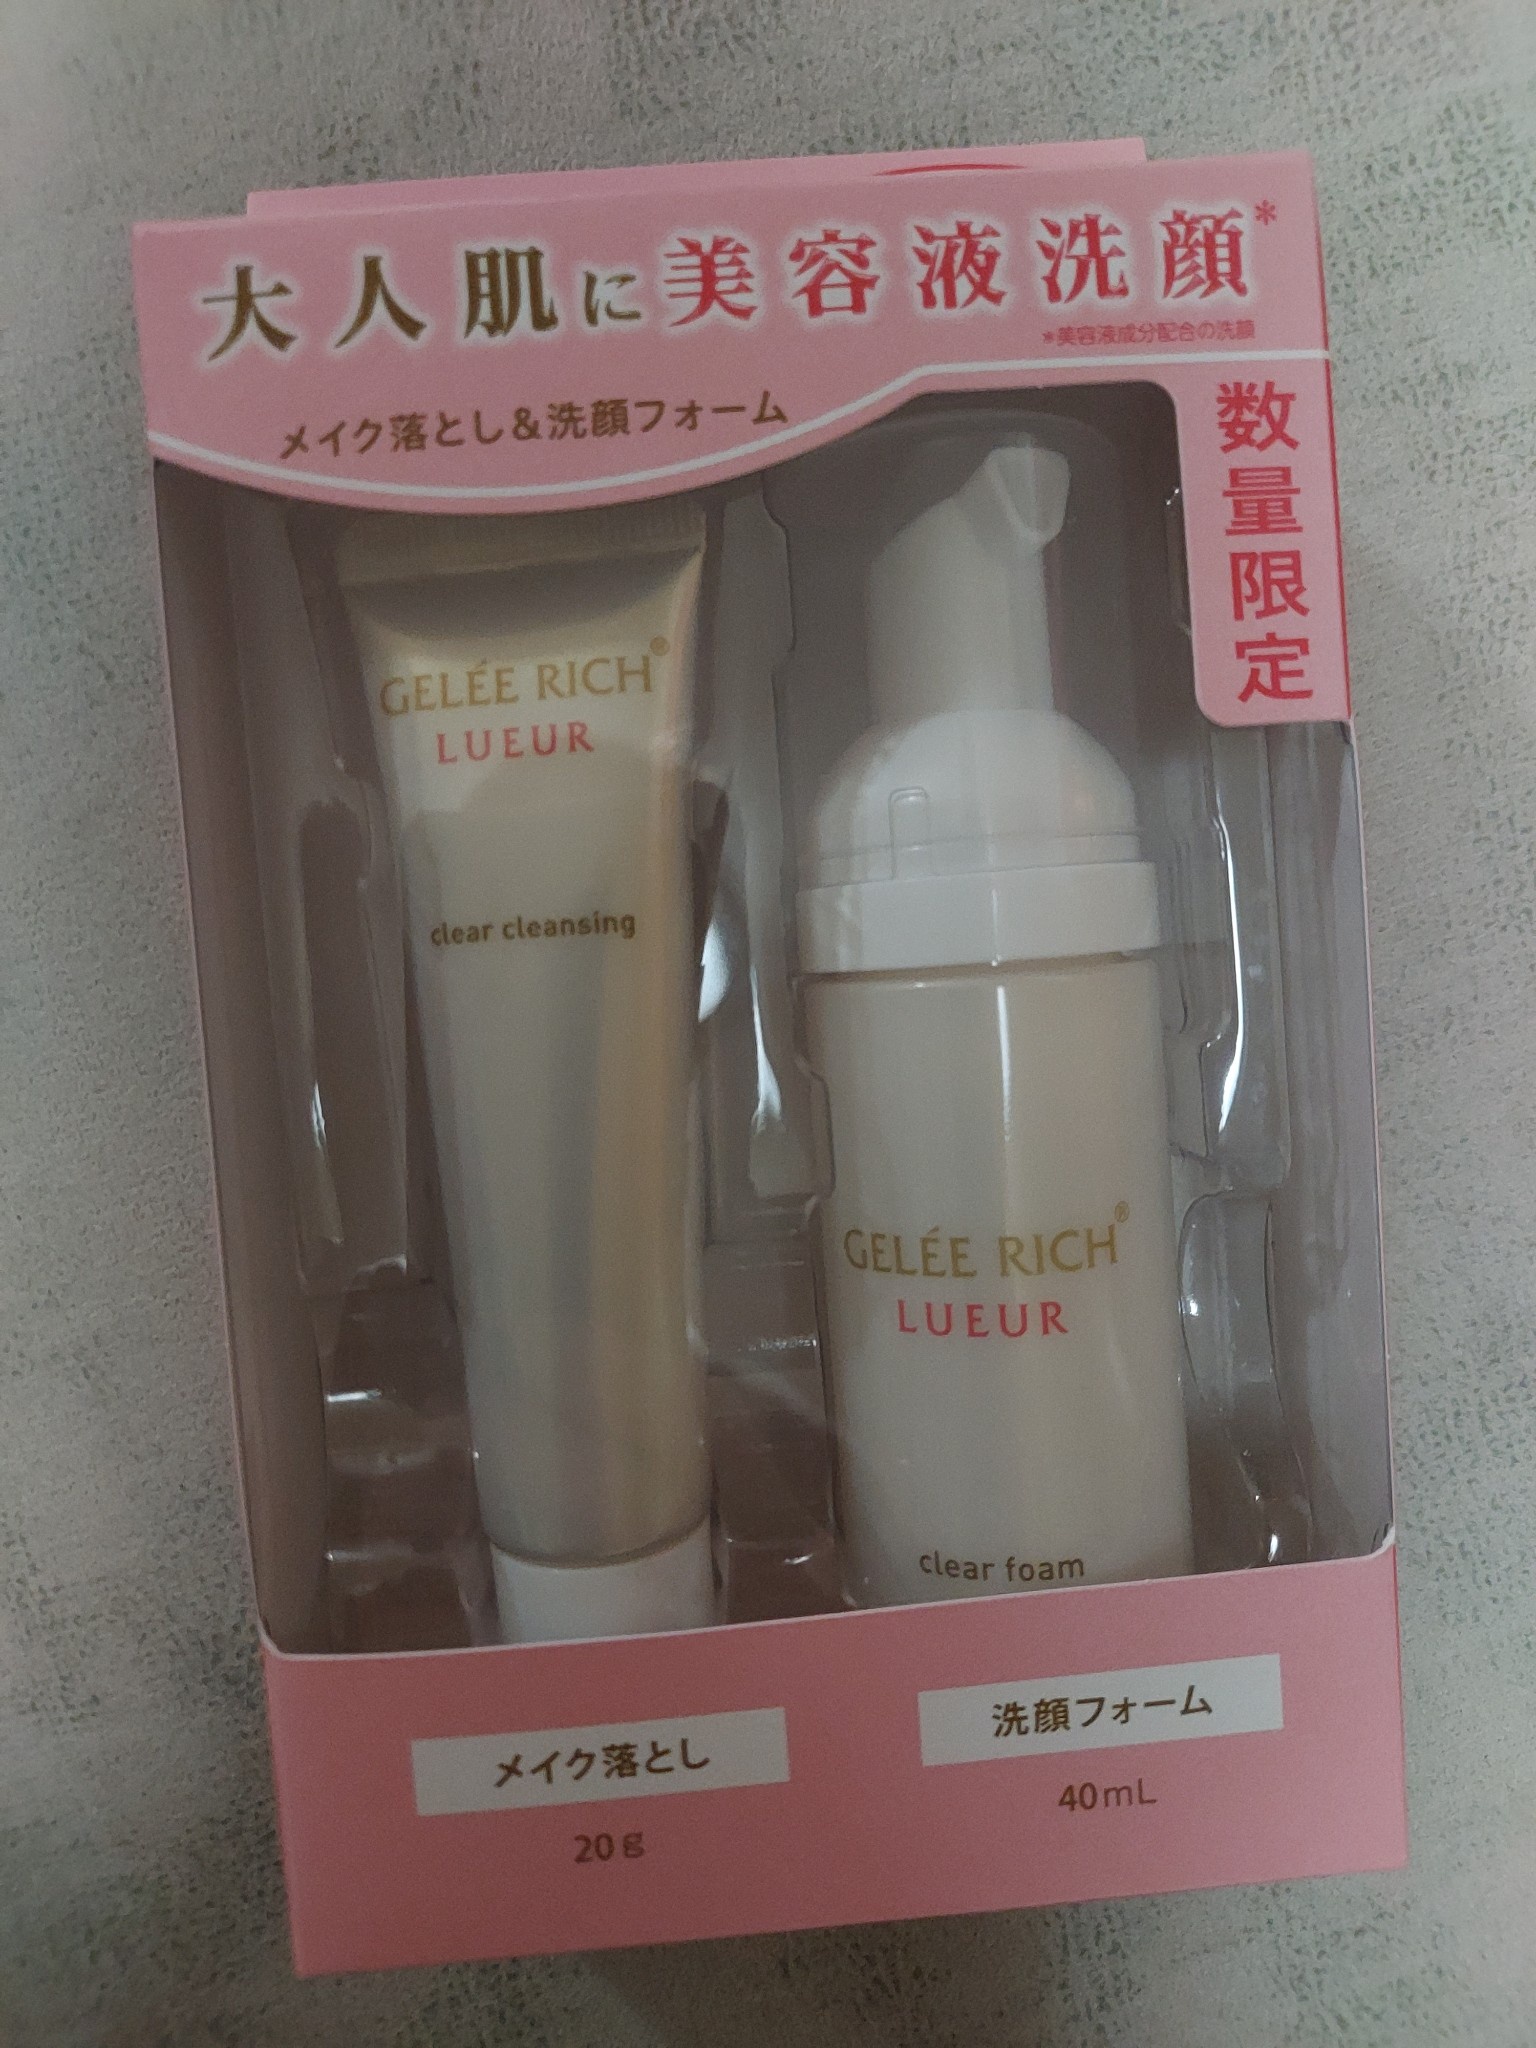 大人肌に美容液洗顔*
*美容液成分配合の洗顔
メイク落とし&洗顔フォーム
数量限定
GELÉE RICH®
LUEUR
clear cleansing
GELÉE RICH®
LUEUR
clear foam
メイク落とし
20g
洗顔フォーム
40mL